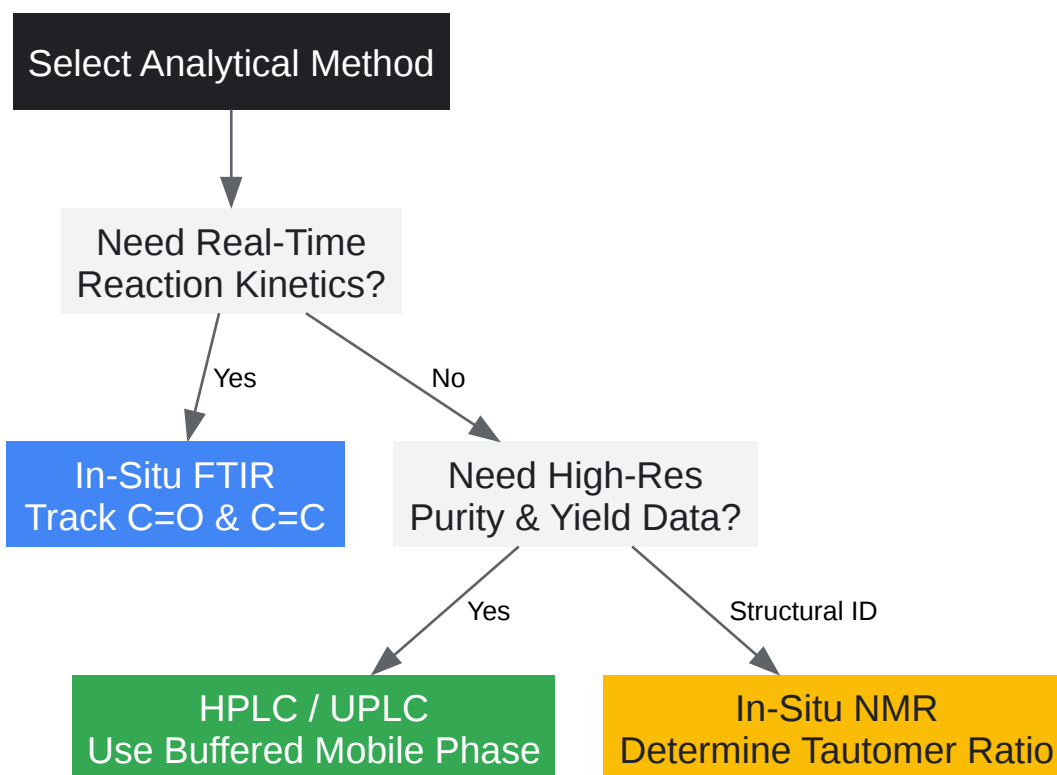 Select Analytical Method
Need Real-Time
Reaction Kinetics?
Yes
No
In-Situ FTIR
Track C=O & C=C
Need High-Res
Purity & Yield Data?
Yes
Structural ID
HPLC / UPLC
Use Buffered Mobile Phase
In-Situ NMR
Determine Tautomer Ratio